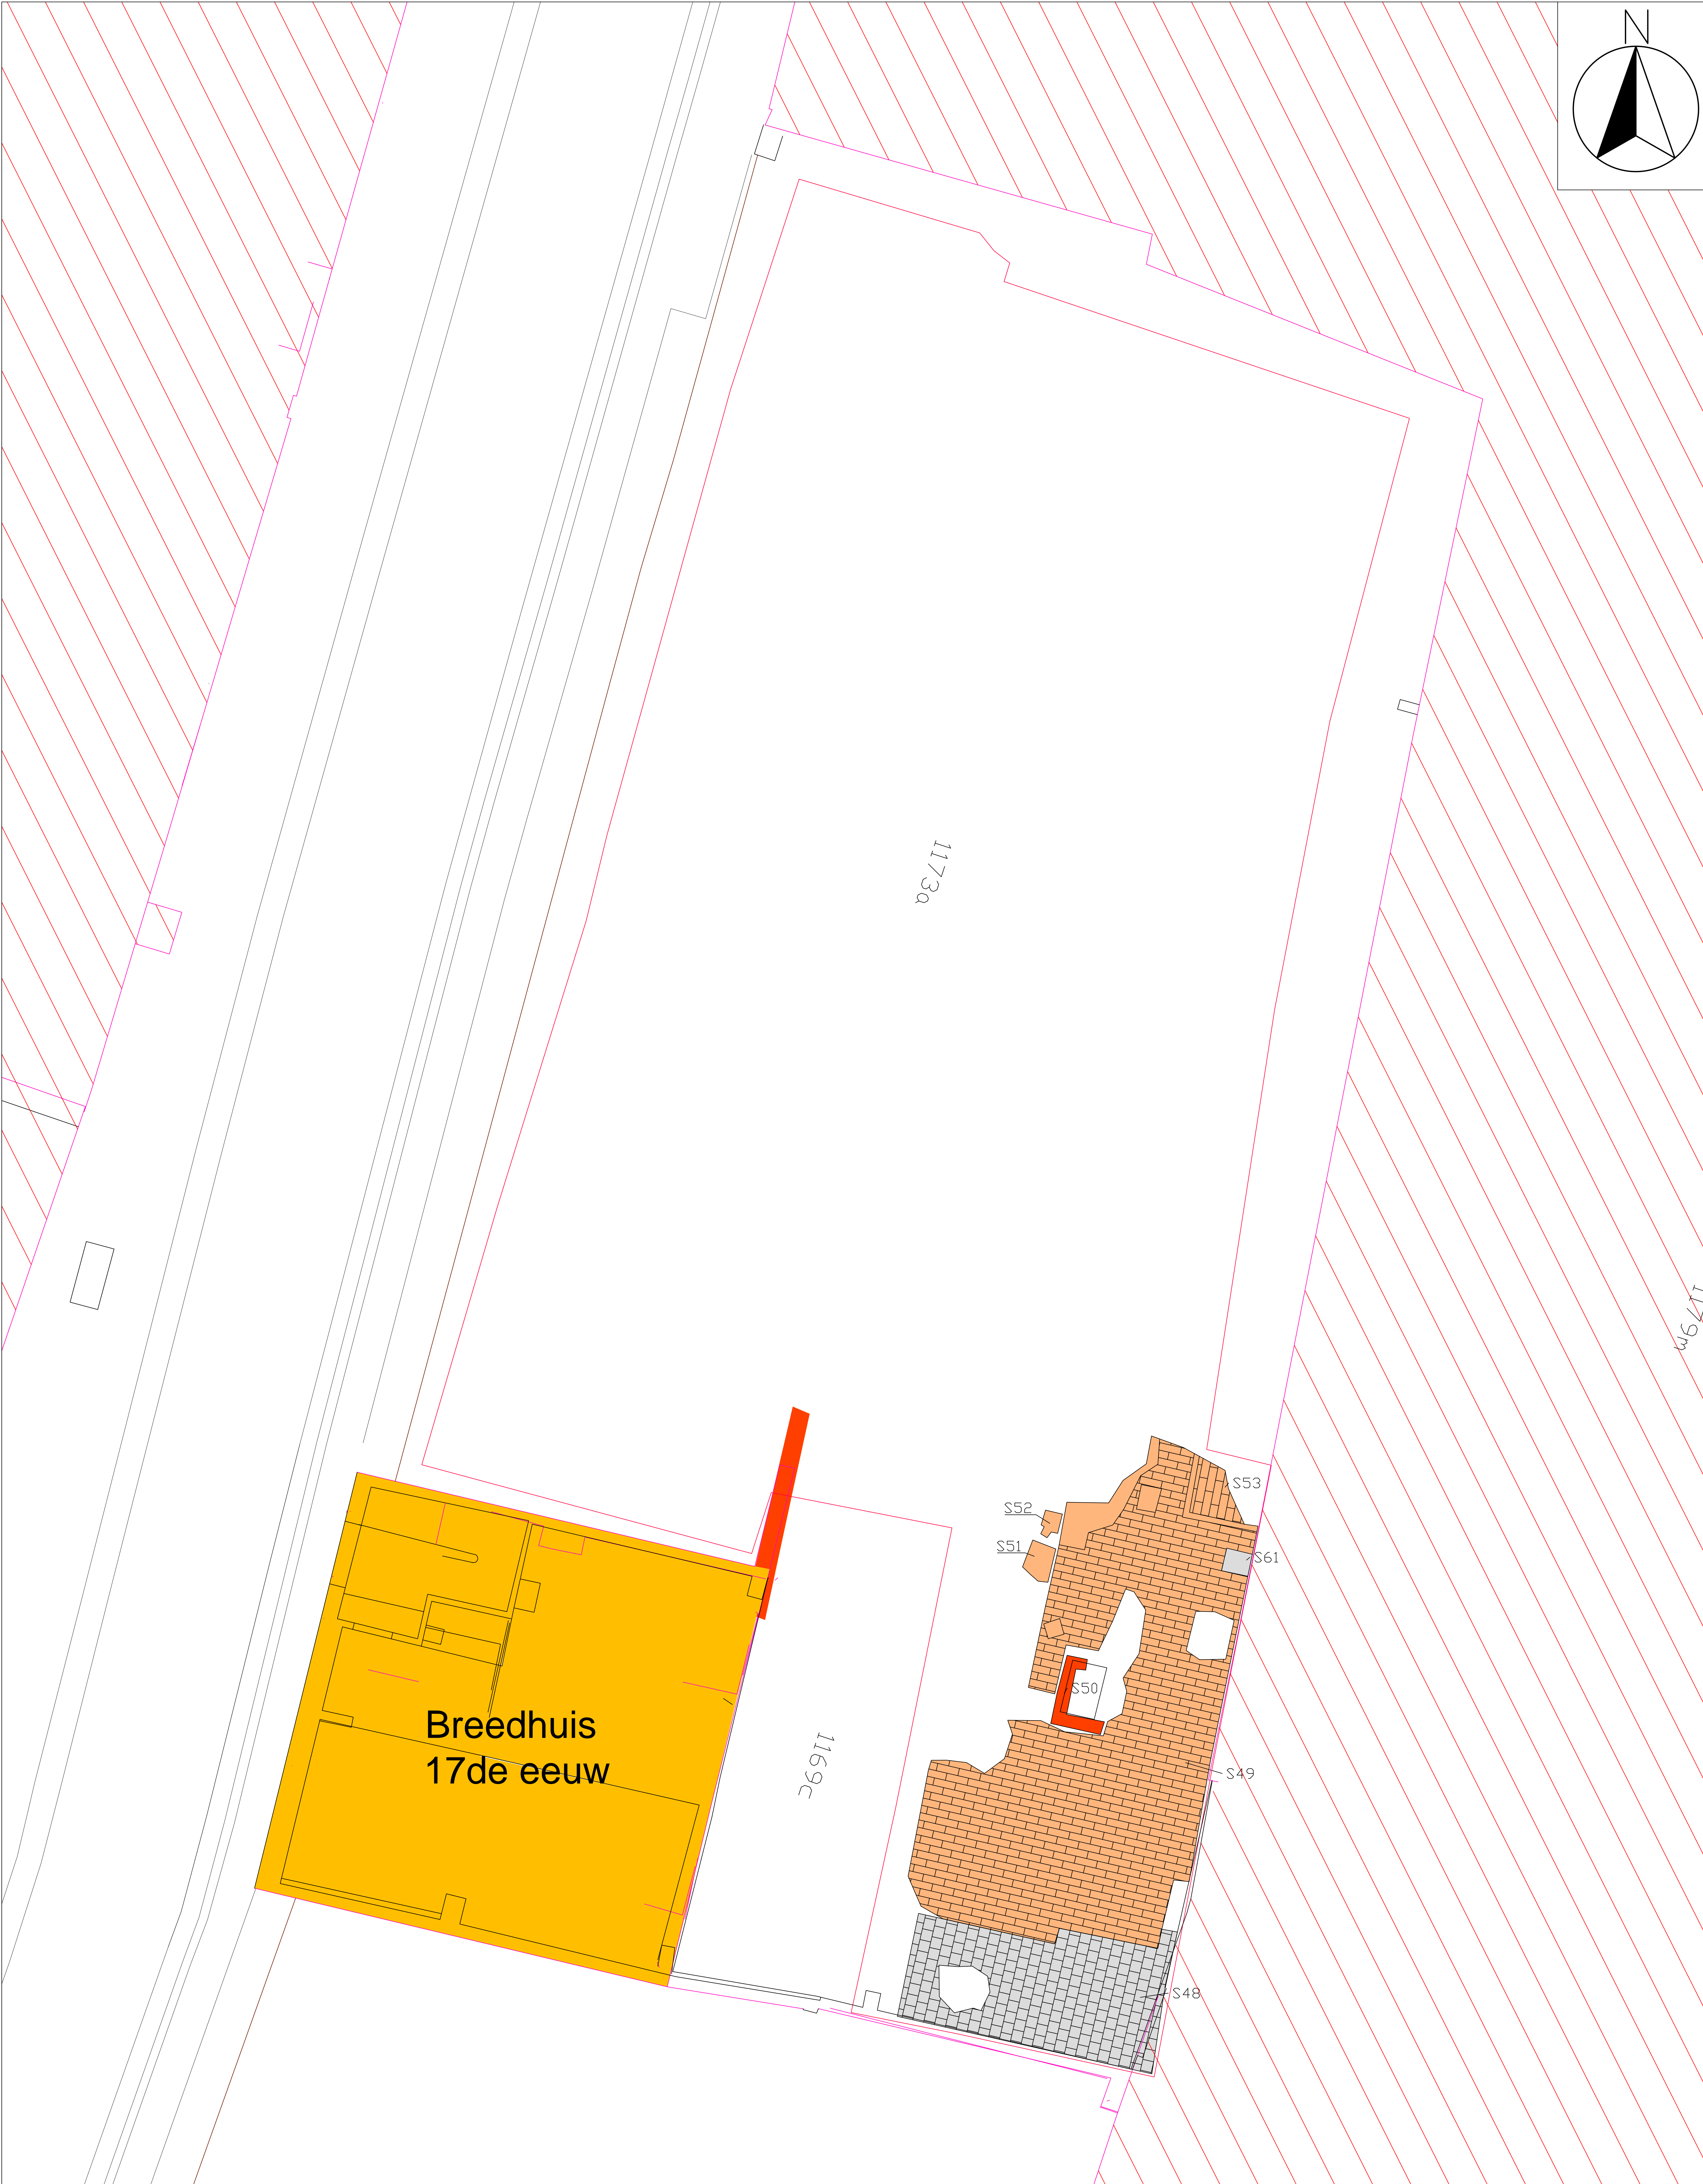 N
1173a
1179m
S53
S52
S51
S61
S50
Breedhuis
17de eeuw
1169c
S49
S48